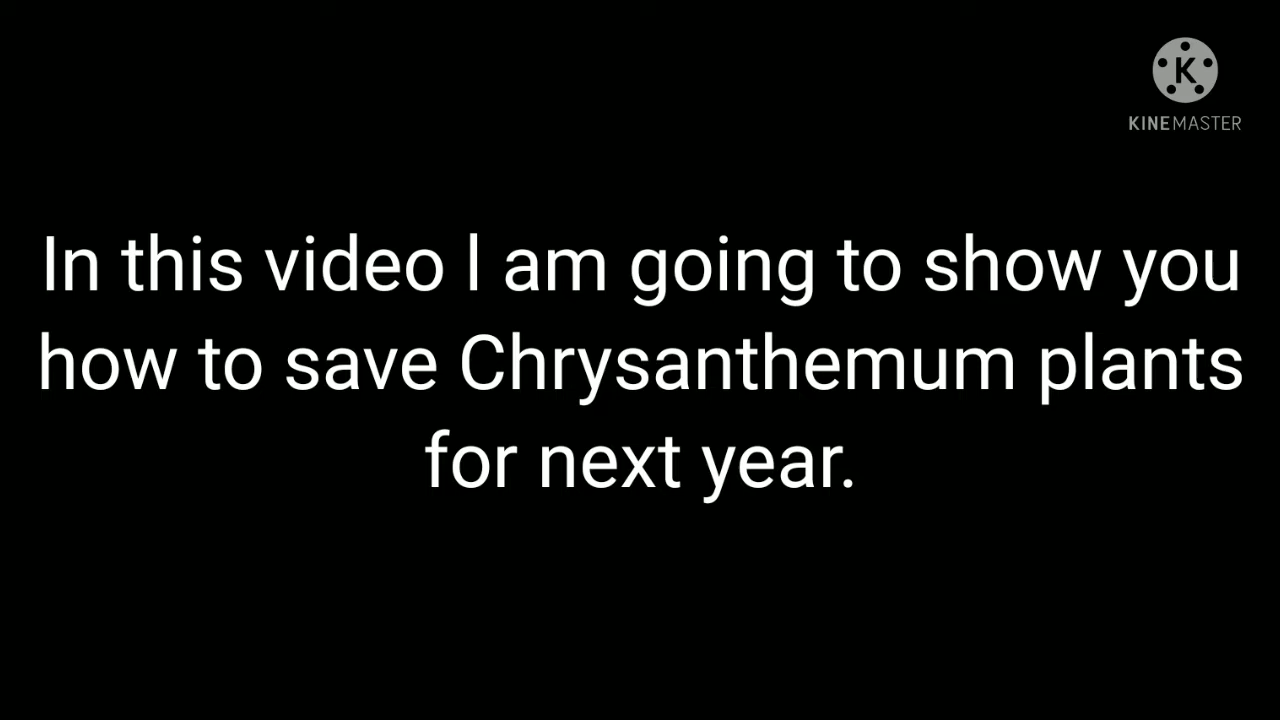 K
KINEMASTER
In this video I am going to show you
how to save Chrysanthemum plants
for next year.